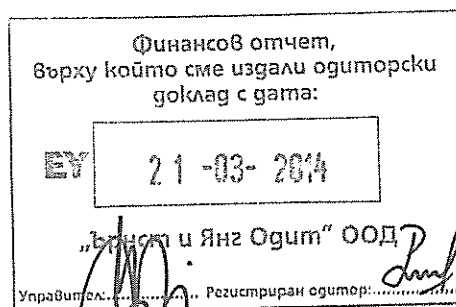 Финансов отчет,
върху който сме издали одиторски
доклад с дата:
EY 21 -03- 2014
„Ърнст и Янг Одит“ ООД
Управител:.................. Регистриран одитор:..................